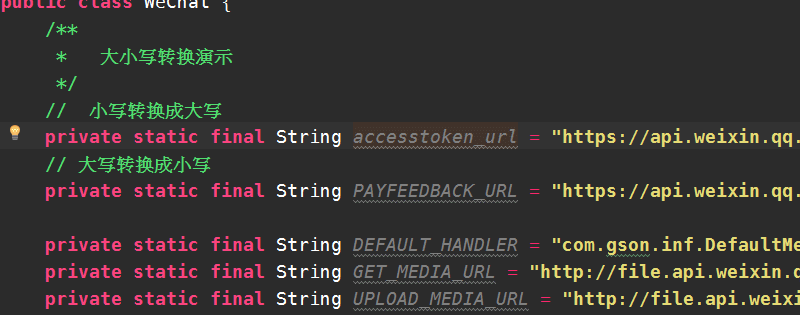 public class WeChat {
/**
* 大小写转换演示
*/
// 小写转换成大写
private static final String accesstoken_url = "https://api.weixin.qq.
// 大写转换成小写
private static final String PAYFEEDBACK_URL = "https://api.weixin.qq.
private static final String DEFAULT_HANDLER = "com.gson.inf.DefaultMe
private static final String GET_MEDIA_URL = "http://file.api.weixin.q
private static final String UPLOAD_MEDIA_URL = "http://file.api.weixi